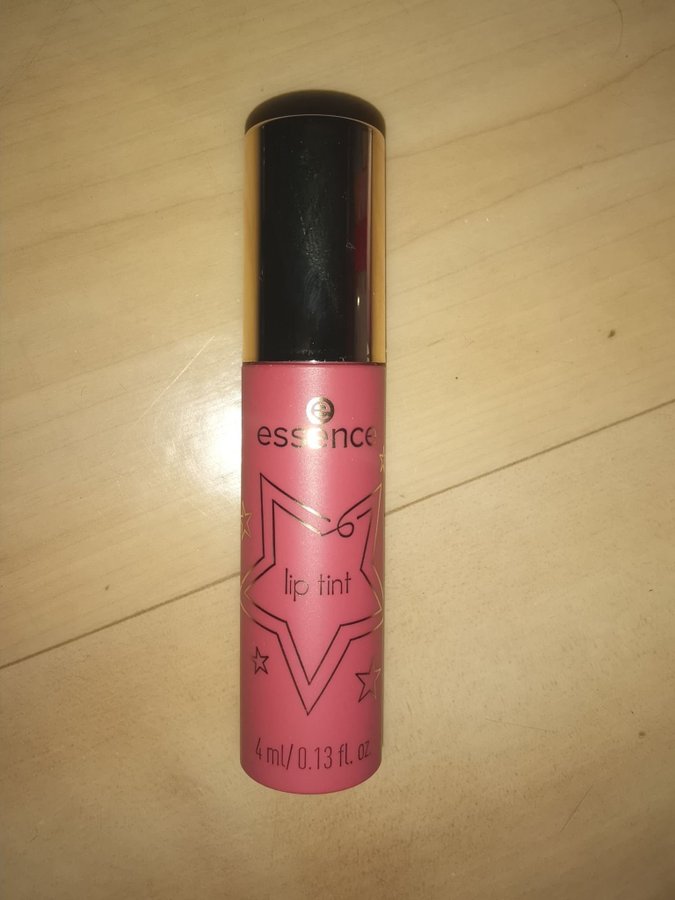 essence
lip tint
4 ml/0.13 fl. oz.